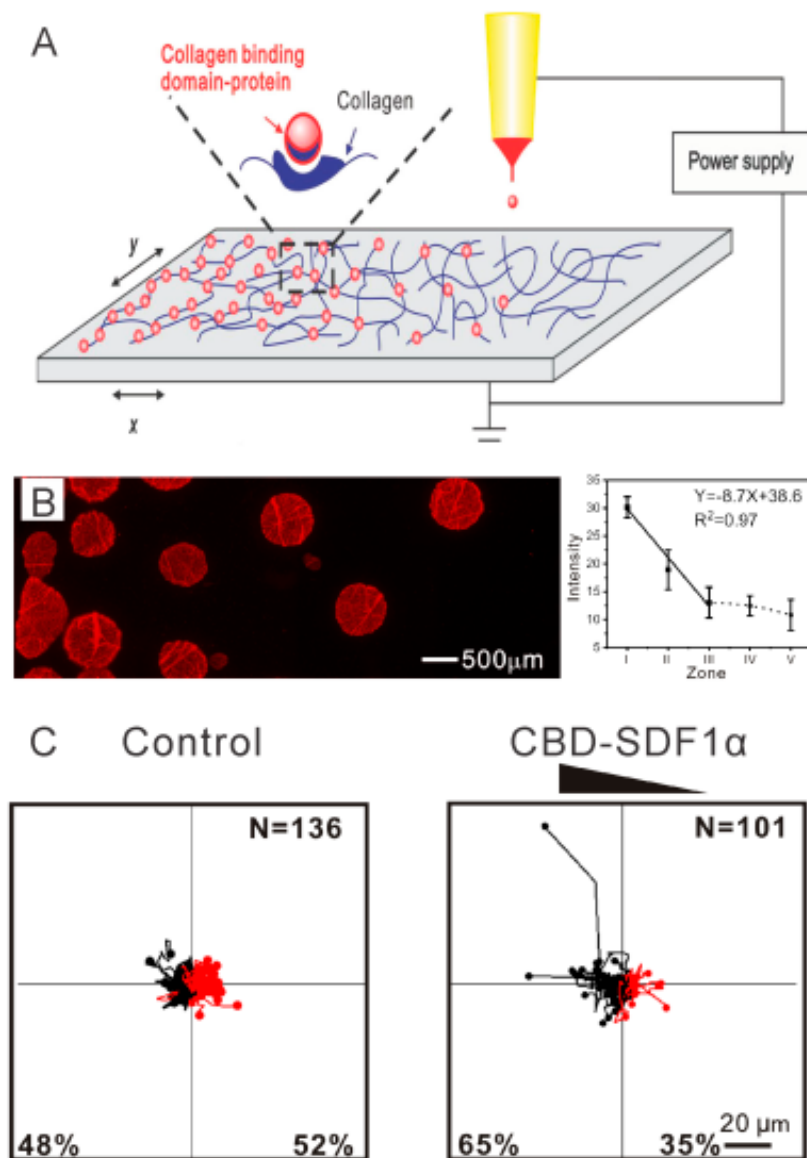 A
Collagen binding
domain-protein
Collagen
Power supply
y
x
B
500μm
35
30
25
20
15
10
5
Intensity
Y=-8.7X+38.6
R²=0.97
I II III IV V
Zone
C Control
CBD-SDF1α
N=136
48% 52%
N=101
65% 35%
20 μm